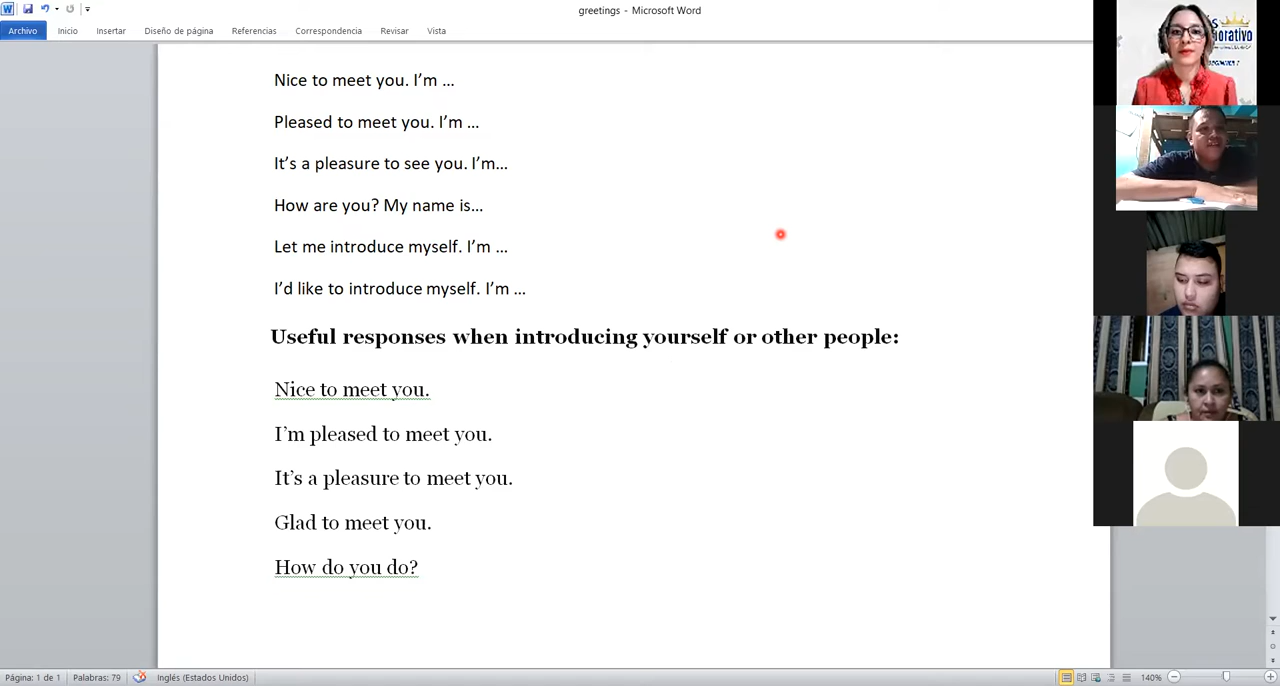 greetings - Microsoft Word
Archivo Inicio Insertar Diseño de página Referencias Correspondencia Revisar Vista
Nice to meet you. I'm ...
Pleased to meet you. I'm ...
It's a pleasure to see you. I'm...
How are you? My name is...
Let me introduce myself. I'm ...
I'd like to introduce myself. I'm ...
Useful responses when introducing yourself or other people:
Nice to meet you.
I'm pleased to meet you.
It's a pleasure to meet you.
Glad to meet you.
How do you do?
Página: 1 de 1 Palabras: 79 Inglés (Estados Unidos) 140%